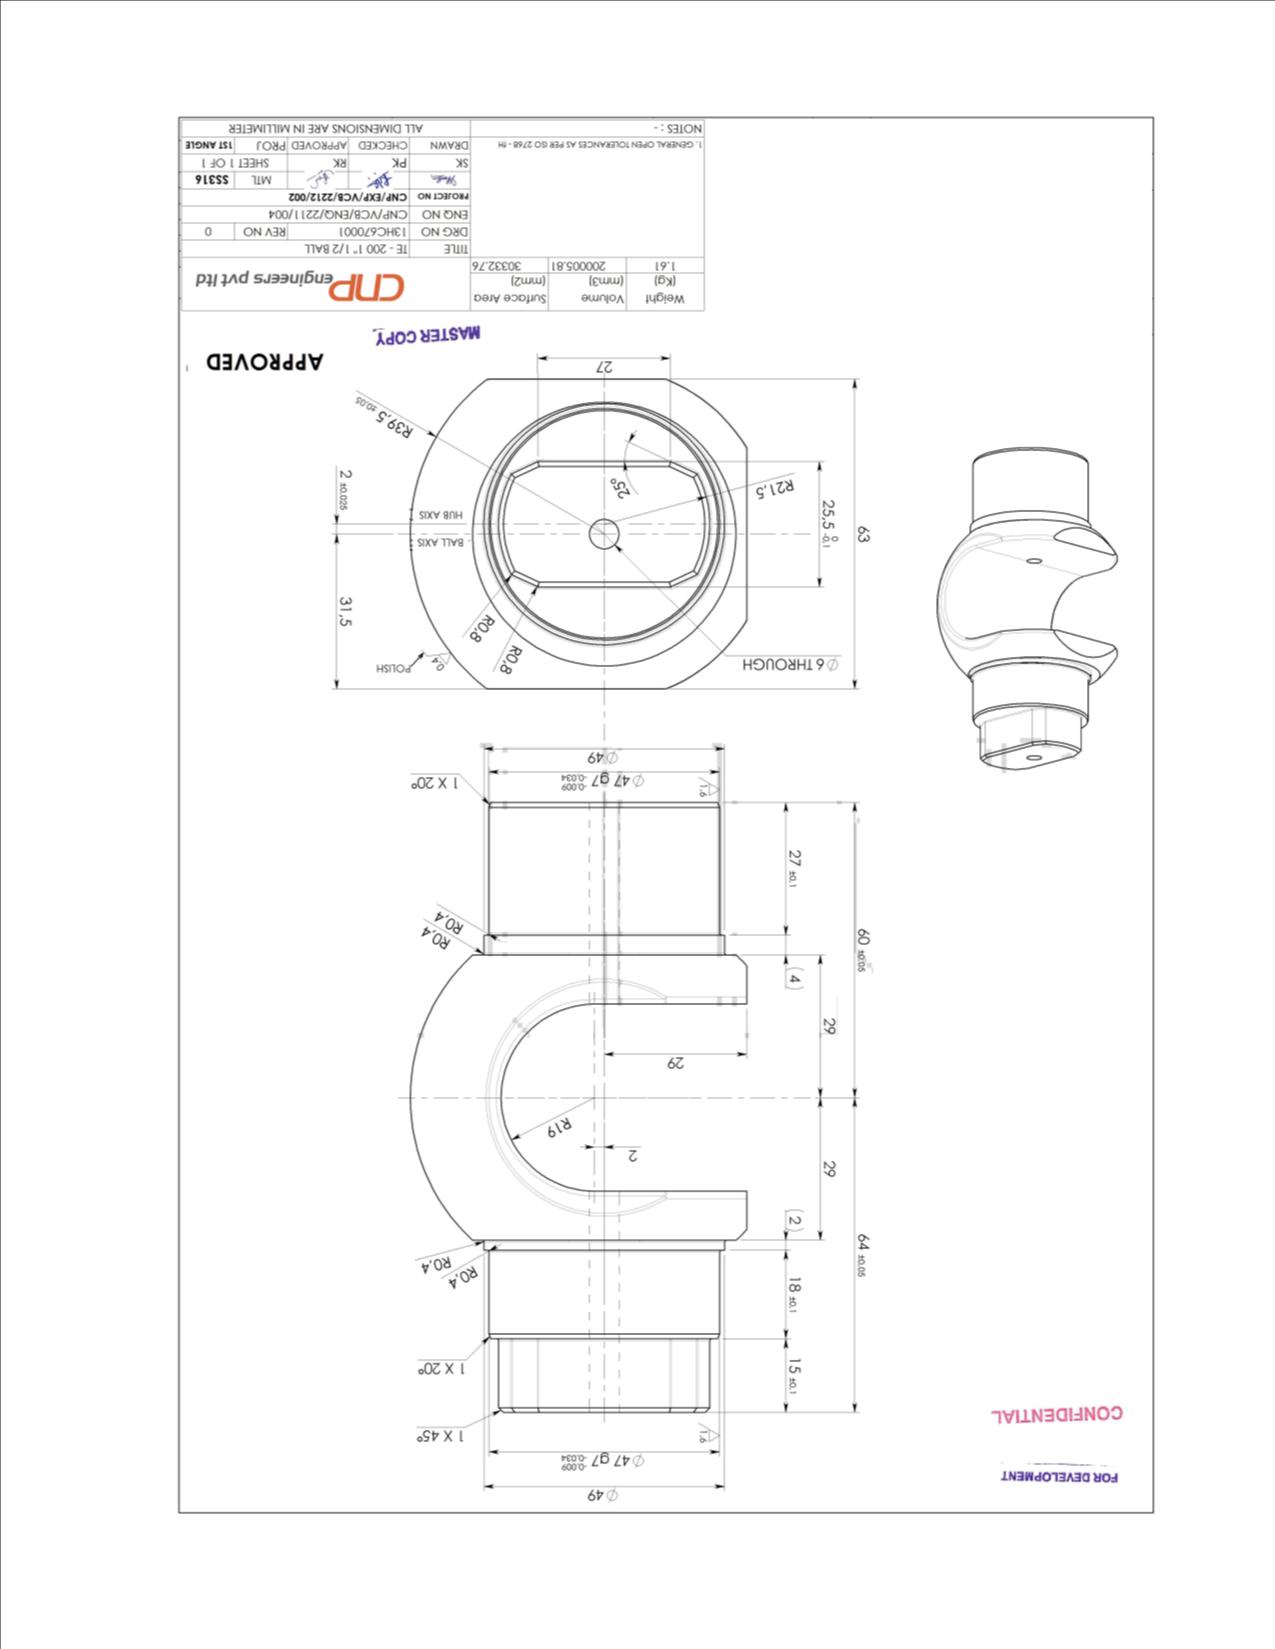 FOR DEVELOPMENT
CONFIDENTIAL
Ø 49
Ø 47 g7 -0.009 -0.034
1.6
1 X 45°
15 ±0.1
1 X 20°
18 ±0.1
R0,4
R0,4
(2)
64 ±0.05
29
2
R19
29
29
(4)
60 ±0.05
R0,4
R0,4
27 ±0.1
1.6
Ø 47 g7 -0.009 -0.034
1 X 20°
Ø 49
Ø 6 THROUGH
R0,8
R0,8
0.4
POLISH
31,5
BALL AXIS
HUB AXIS
63
25,5 0 -0.1
R21,5
25°
2 ±0.025
R39,5 ±0.05
27
APPROVED
MASTER COPY
Weight (Kg)
Volume (mm3)
Surface Area (mm2)
1.61
200005.81
30332.76
CNP engineers pvt ltd
TITLE TE - 200 1" 1/2 BALL
DRG NO 13HC670001 REV NO 0
ENQ NO CNP/VCB/ENQ/2211/004
PROJECT NO CNP/EXP/VCB/2212/002
MTL SS316
SK PK RK SHEET 1 OF 1
DRAWN CHECKED APPROVED PROJ 1ST ANGLE
ALL DIMENSIONS ARE IN MILLIMETER
NOTES : -
1. GENERAL OPEN TOLERANCES AS PER ISO 2768 - fH